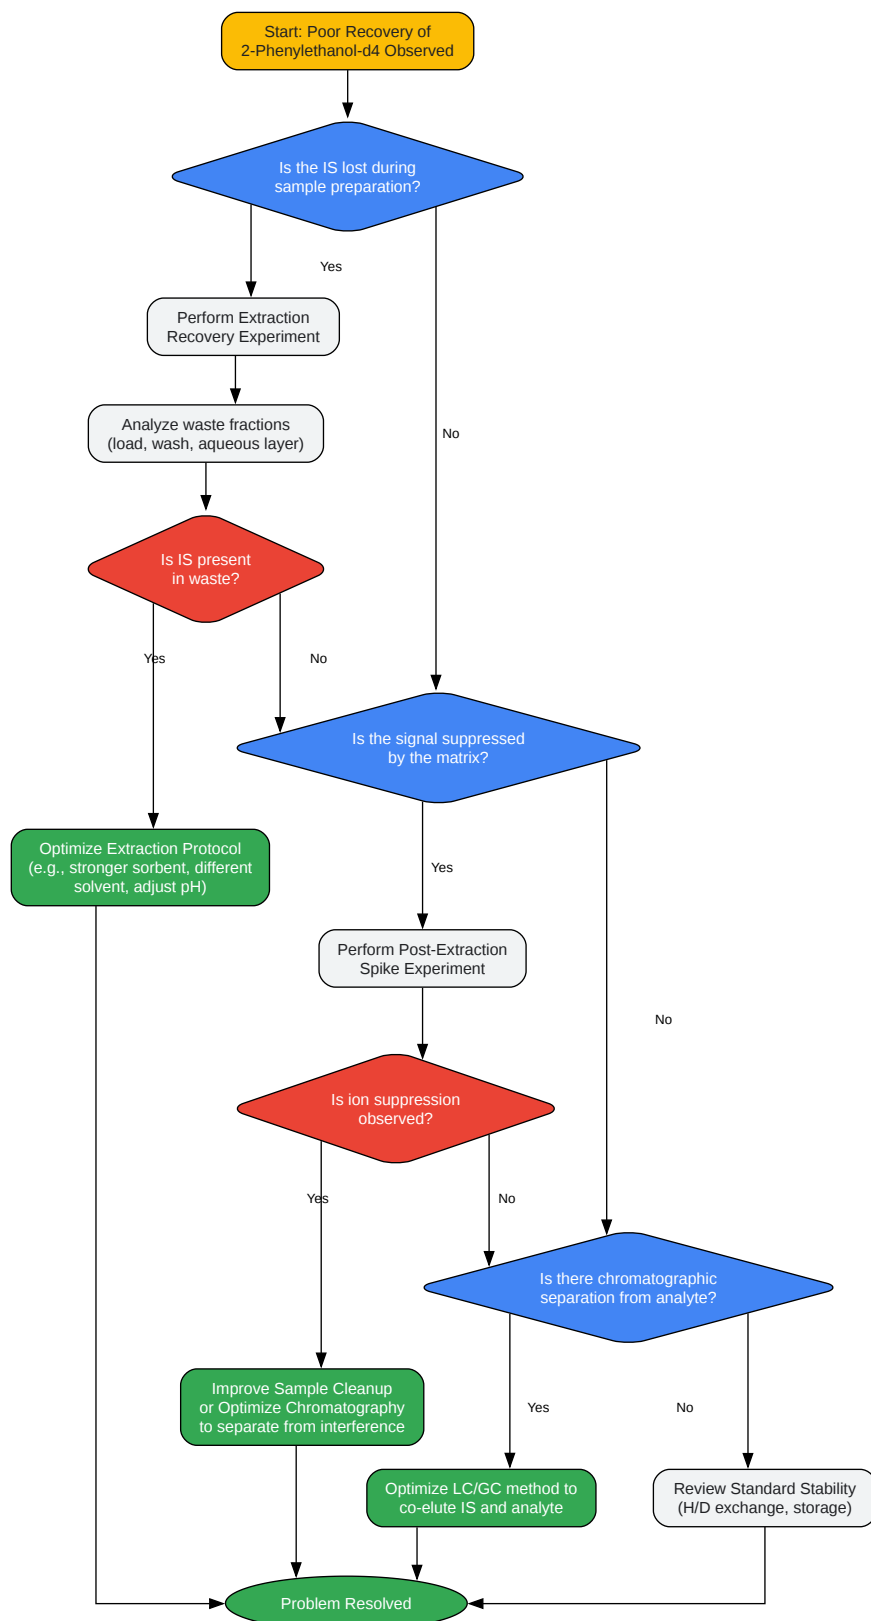 Start: Poor Recovery of
2-Phenylethanol-d4 Observed
Is the IS lost during
sample preparation?
Yes
Perform Extraction
Recovery Experiment
Analyze waste fractions
(load, wash, aqueous layer)
No
Is IS present
in waste?
Yes
No
Is the signal suppressed
by the matrix?
Optimize Extraction Protocol
(e.g., stronger sorbent, different
solvent, adjust pH)
Yes
Perform Post-Extraction
Spike Experiment
No
Is ion suppression
observed?
Yes
No
Is there chromatographic
separation from analyte?
Improve Sample Cleanup
or Optimize Chromatography
to separate from interference
Yes
No
Optimize LC/GC method to
co-elute IS and analyte
Review Standard Stability
(H/D exchange, storage)
Problem Resolved